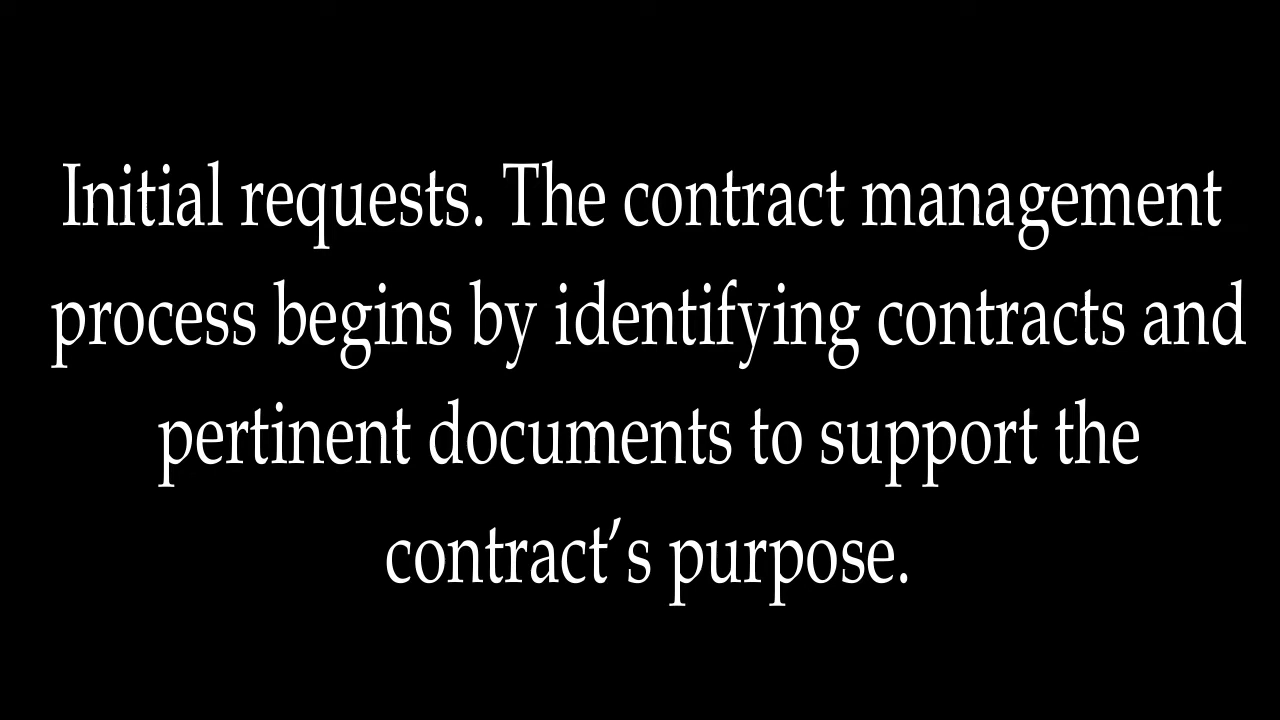 Initial requests. The contract management
process begins by identifying contracts and
pertinent documents to support the
contract’s purpose.